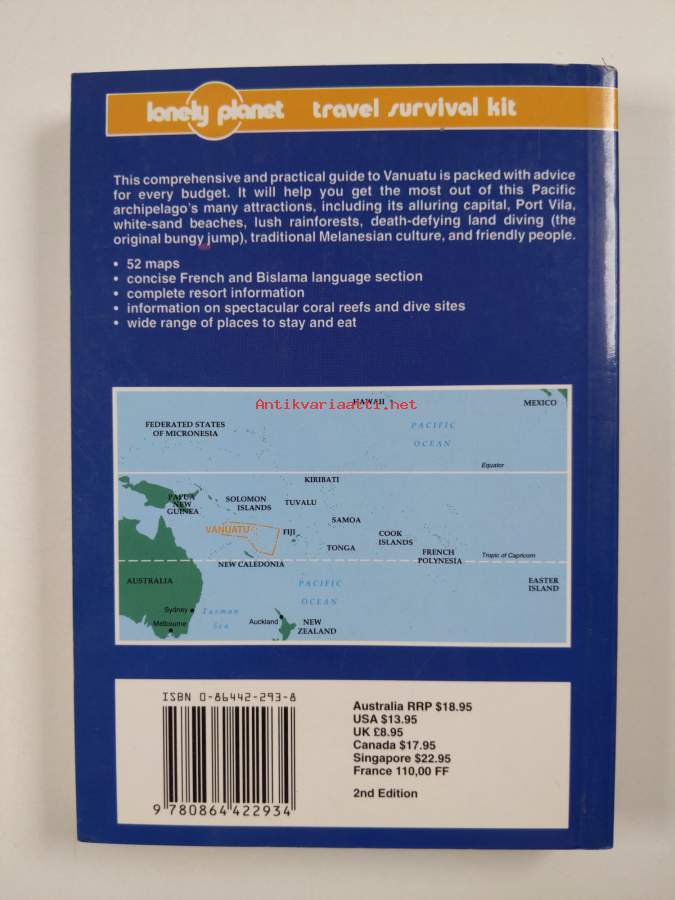 lonely planet travel survival kit
This comprehensive and practical guide to Vanuatu is packed with advice
for every budget. It will help you get the most out of this Pacific
archipelago's many attractions, including its alluring capital, Port Vila,
white-sand beaches, lush rainforests, death-defying land diving (the
original bungy jump), traditional Melanesian culture, and friendly people.
• 52 maps
• concise French and Bislama language section
• complete resort information
• information on spectacular coral reefs and dive sites
• wide range of places to stay and eat
Antikvariaatti.net
HAWAII
MEXICO
FEDERATED STATES
OF MICRONESIA
PACIFIC
OCEAN
Equator
KIRIBATI
PAPUA
NEW
GUINEA
SOLOMON
ISLANDS
TUVALU
VANUATU
FIJI
SAMOA
TONGA
COOK
ISLANDS
FRENCH
POLYNESIA
Tropic of Capricorn
NEW CALEDONIA
AUSTRALIA
PACIFIC
OCEAN
EASTER
ISLAND
Sydney
Melbourne
Tasman
Sea
Auckland
NEW
ZEALAND
ISBN 0-86442-293-8
9 780864 422934
Australia RRP $18.95
USA $13.95
UK £8.95
Canada $17.95
Singapore $22.95
France 110,00 FF
2nd Edition